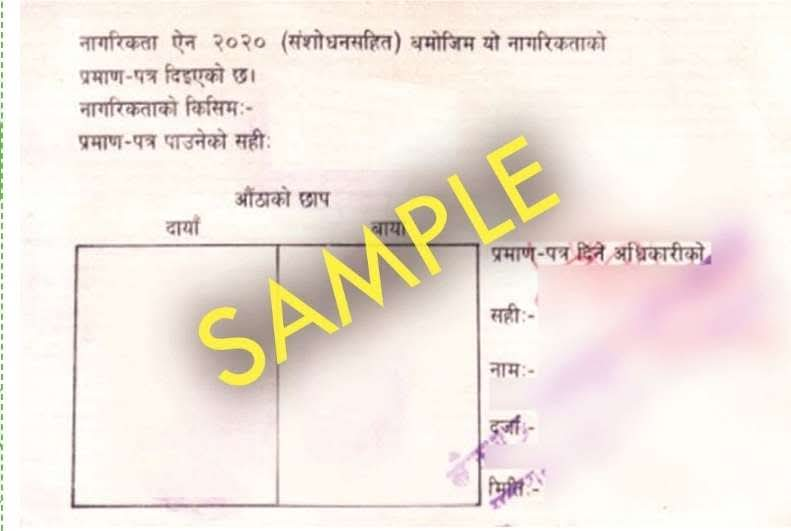 नागरिकता ऐन २०२० (संशोधनसहित) बमोजिम यो नागरिकताको
प्रमाण-पत्र दिइएको छ।
नागरिकताको किसिमः-
प्रमाण-पत्र पाउनेको सहीः
औंठाको छाप
दायाँ बायाँ
SAMPLE
प्रमाण-पत्र दिने अधिकारीको
सहीः-
नामः-
दर्जाः-
मितिः-